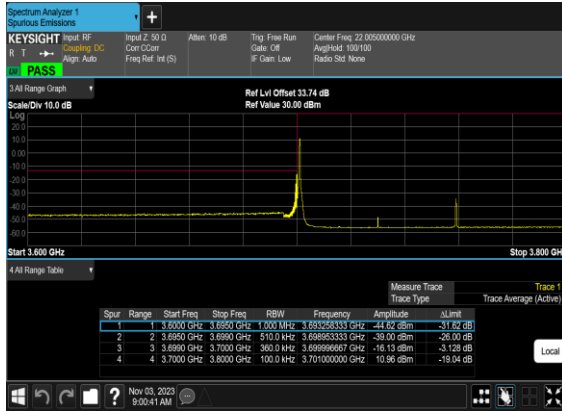 Spectrum Analyzer 1
Spurious Emissions
KEYSIGHT Input: RF Input Z: 50 Ω Atten: 10 dB Trig: Free Run Center Freq: 22.005000000 GHz
R T Coupling: DC Corr CCorr Gate: Off Avg|Hold: 100/100
Align: Auto Freq Ref: Int (S) IF Gain: Low Radio Std: None
PASS
3 All Range Graph Ref Lvl Offset 33.74 dB
Scale/Div 10.0 dB Ref Value 30.00 dBm
Log
20.0
10.0
0.00
-10.0
-20.0
-30.0
-40.0
-50.0
-60.0
Start 3.600 GHz Stop 3.800 GH
4 All Range Table
Measure Trace Trace 1
Trace Type Trace Average (Active)
Spur Range Start Freq Stop Freq RBW Frequency Amplitude ΔLimit
1 1 3.6000 GHz 3.6950 GHz 1.000 MHz 3.693258333 GHz -44.62 dBm -31.62 dB
2 2 3.6950 GHz 3.6990 GHz 510.0 kHz 3.698953333 GHz -39.00 dBm -26.00 dB
3 3 3.6990 GHz 3.7000 GHz 360.0 kHz 3.699996667 GHz -16.13 dBm -3.128 dB
4 4 3.7000 GHz 3.8000 GHz 100.0 kHz 3.701000000 GHz 10.96 dBm -19.04 dB
Local
Nov 03, 2023
9:00:41 AM